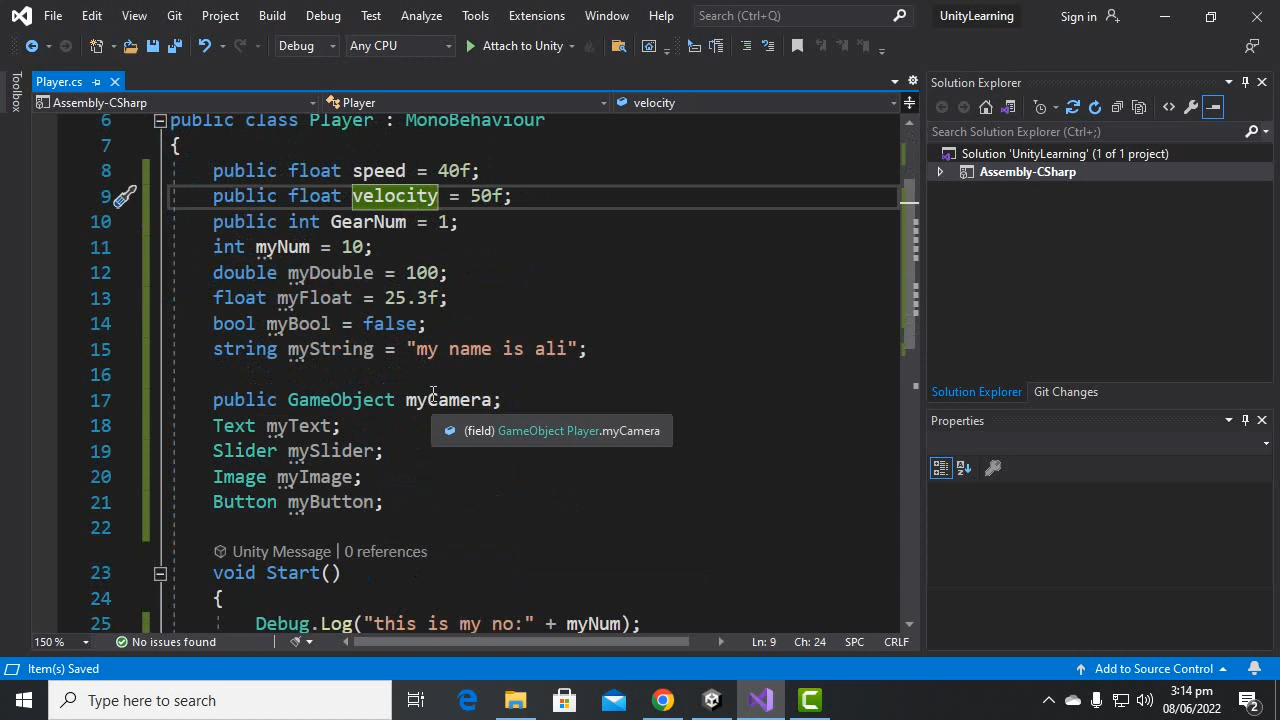 File Edit View Git Project Build Debug Test Analyze Tools Extensions Window Help Search (Ctrl+Q) UnityLearning Sign in
Debug Any CPU Attach to Unity
Toolbox
Player.cs
Assembly-CSharp Player velocity
6 public class Player : MonoBehaviour
7 {
8 public float speed = 40f;
9 public float velocity = 50f;
10 public int GearNum = 1;
11 int myNum = 10;
12 double myDouble = 100;
13 float myFloat = 25.3f;
14 bool myBool = false;
15 string myString = "my name is ali";
16
17 public GameObject myCamera;
18 Text myText;
(field) GameObject Player.myCamera
19 Slider mySlider;
20 Image myImage;
21 Button myButton;
22
Unity Message | 0 references
23 void Start()
24 {
25 Debug.Log("this is my no:" + myNum);
150 % No issues found Ln: 9 Ch: 24 SPC CRLF
Solution Explorer
Search Solution Explorer (Ctrl+;)
Solution 'UnityLearning' (1 of 1 project)
Assembly-CSharp
Solution Explorer Git Changes
Properties
Item(s) Saved Add to Source Control 2
Type here to search
3:14 pm
08/06/2022
2